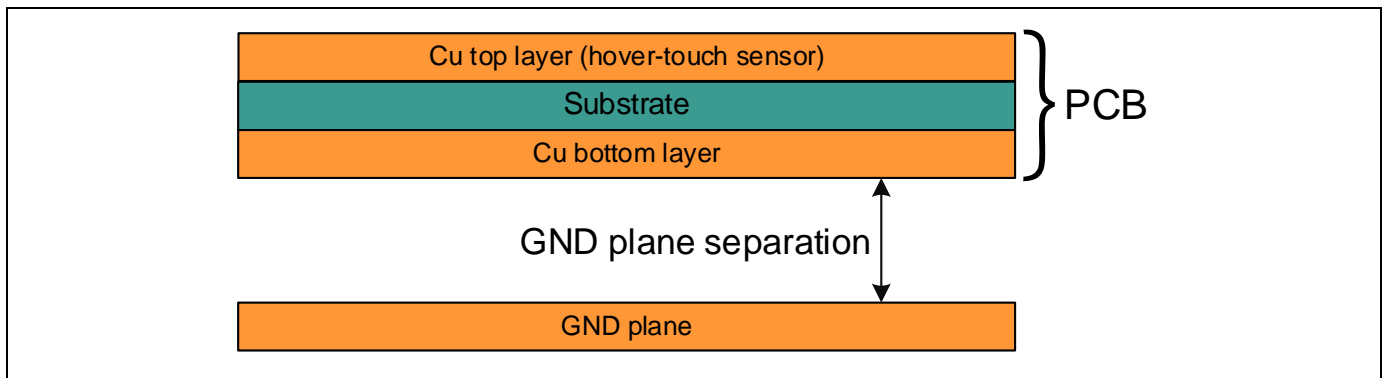 Cu top layer (hover-touch sensor)
Substrate
PCB
Cu bottom layer
GND plane separation
GND plane